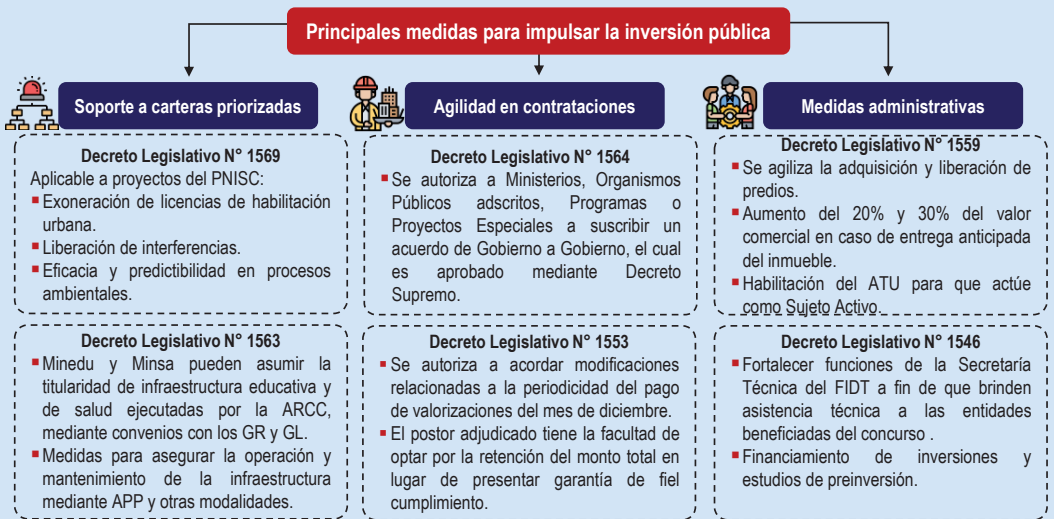 Principales medidas para impulsar la inversión pública
Soporte a carteras priorizadas
Decreto Legislativo N° 1569
Aplicable a proyectos del PNISC:
▪ Exoneración de licencias de habilitación
urbana.
▪ Liberación de interferencias.
▪ Eficacia y predictibilidad en procesos
ambientales.
Decreto Legislativo N° 1563
▪ Minedu y Minsa pueden asumir la
titularidad de infraestructura educativa y
de salud ejecutadas por la ARCC,
mediante convenios con los GR y GL.
▪ Medidas para asegurar la operación y
mantenimiento de la infraestructura
mediante APP y otras modalidades.
Agilidad en contrataciones
Decreto Legislativo N° 1564
▪ Se autoriza a Ministerios, Organismos
Públicos adscritos, Programas o
Proyectos Especiales a suscribir un
acuerdo de Gobierno a Gobierno, el cual
es aprobado mediante Decreto
Supremo.
Decreto Legislativo N° 1553
▪ Se autoriza a acordar modificaciones
relacionadas a la periodicidad del pago
de valorizaciones del mes de diciembre.
▪ El postor adjudicado tiene la facultad de
optar por la retención del monto total en
lugar de presentar garantía de fiel
cumplimiento.
Medidas administrativas
Decreto Legislativo N° 1559
▪ Se agiliza la adquisición y liberación de
predios.
▪ Aumento del 20% y 30% del valor
comercial en caso de entrega anticipada
del inmueble.
▪ Habilitación del ATU para que actúe
como Sujeto Activo.
Decreto Legislativo N° 1546
▪ Fortalecer funciones de la Secretaría
Técnica del FIDT a fin de que brinden
asistencia técnica a las entidades
beneficiadas del concurso .
▪ Financiamiento de inversiones y
estudios de preinversión.